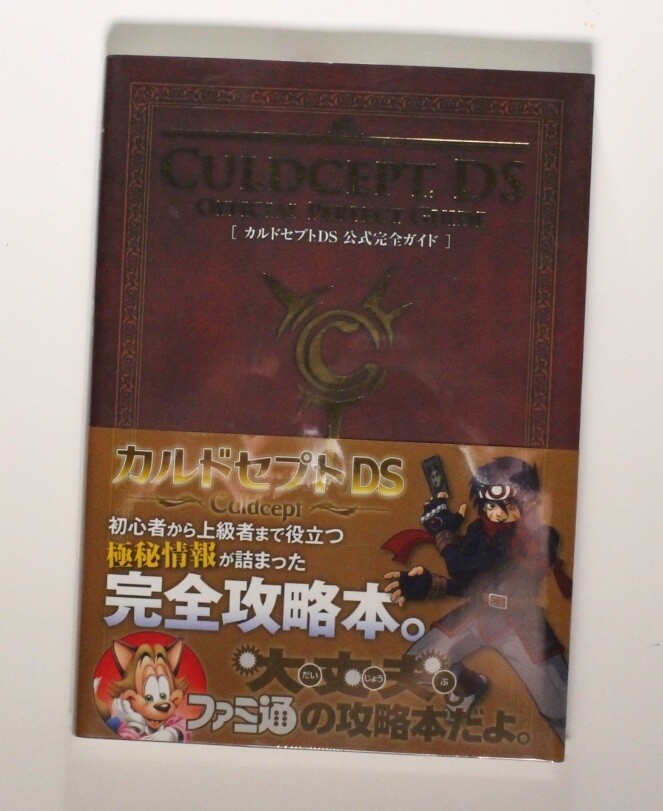 CULDCEPT DS
OFFICIAL PERFECT GUIDE
[ カルドセプトDS 公式完全ガイド ]
C
カルドセプトDS
Culdcept
初心者から上級者まで役立つ
極秘情報が詰まった
完全攻略本。
大丈夫。
だい じょう ぶ
ファミ通の攻略本だよ。